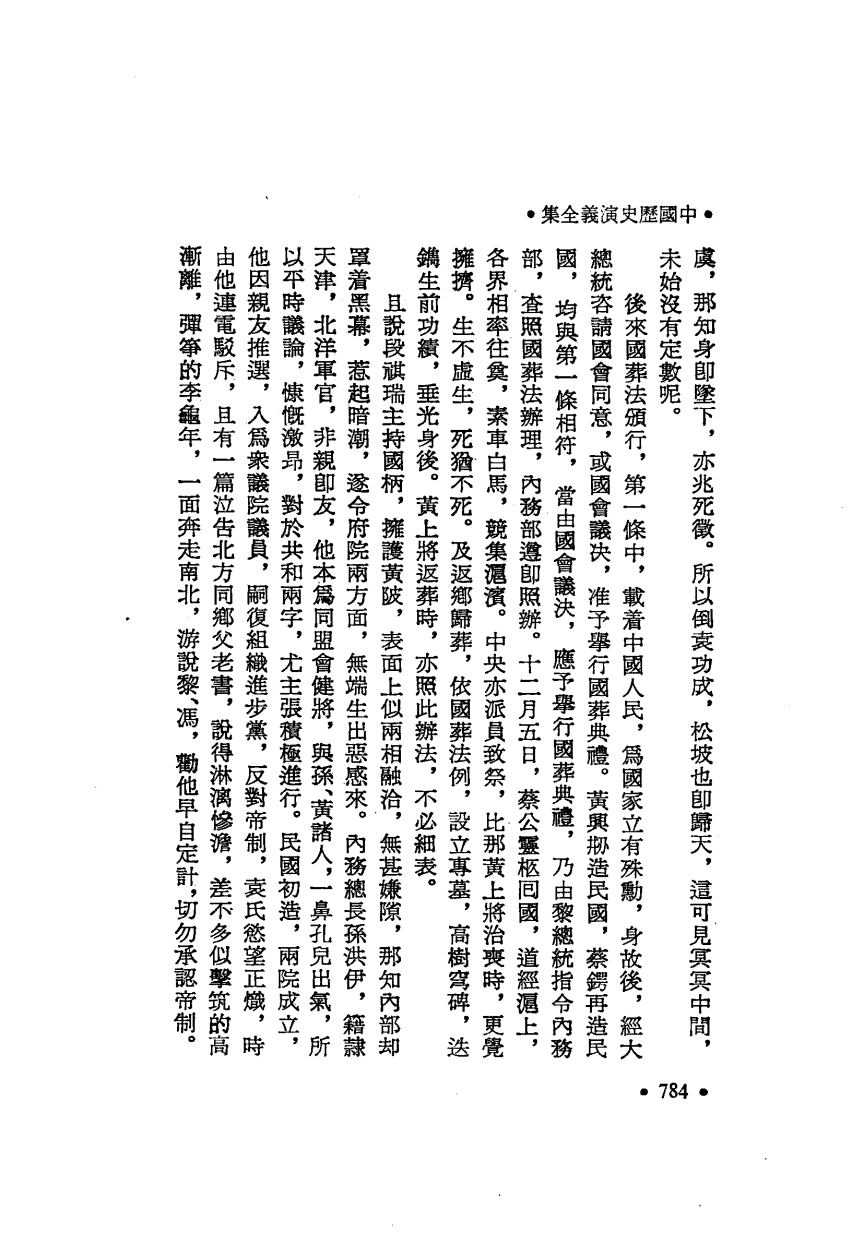 •中國歷史演義全集•
虞，那知身卽墜下，亦兆死徵。所以倒袁功成，松坡也卽歸天，這可見冥冥中間，
未始沒有定數呢。
後來國葬法頒行，第一條中，載着中國人民，爲國家立有殊勳，身故後，經大
總統咨請國會同意，或國會議決，准予舉行國葬典禮。黃興刱造民國，蔡鍔再造民
國，均與第一條相符，當由國會議決，應予舉行國葬典禮，乃由黎總統指令內務
部，查照國葬法辦理，內務部遵卽照辦。十二月五日，蔡公靈柩囘國，道經滬上，
各界相率往奠，素車白馬，競集滬濱。中央亦派員致祭，比那黃上將治喪時，更覺
擁擠。生不虛生，死猶不死。及返鄉歸葬，依國葬法例，設立專墓，高樹穹碑，迭
鐫生前功績，垂光身後。黃上將返葬時，亦照此辦法，不必細表。
且說段祺瑞主持國柄，擁護黃陂，表面上似兩相融洽，無甚嫌隙，那知內部却
罩着黑幕，惹起暗潮，遂令府院兩方面，無端生出惡感來。內務總長孫洪伊，籍隸
天津，北洋軍官，非親卽友，他本爲同盟會健將，與孫、黃諸人，一鼻孔兒出氣，所
以平時議論，慷慨激昂，對於共和兩字，尤主張積極進行。民國初造，兩院成立，
他因親友推選，入爲衆議院議員，嗣復組織進步黨，反對帝制，袁氏慾望正熾，時
由他連電駁斥，且有一篇泣告北方同鄉父老書，說得淋漓慘澹，差不多似擊筑的高
漸離，彈箏的李龜年，一面奔走南北，游說黎、馮，勸他早自定計，切勿承認帝制。
•784•